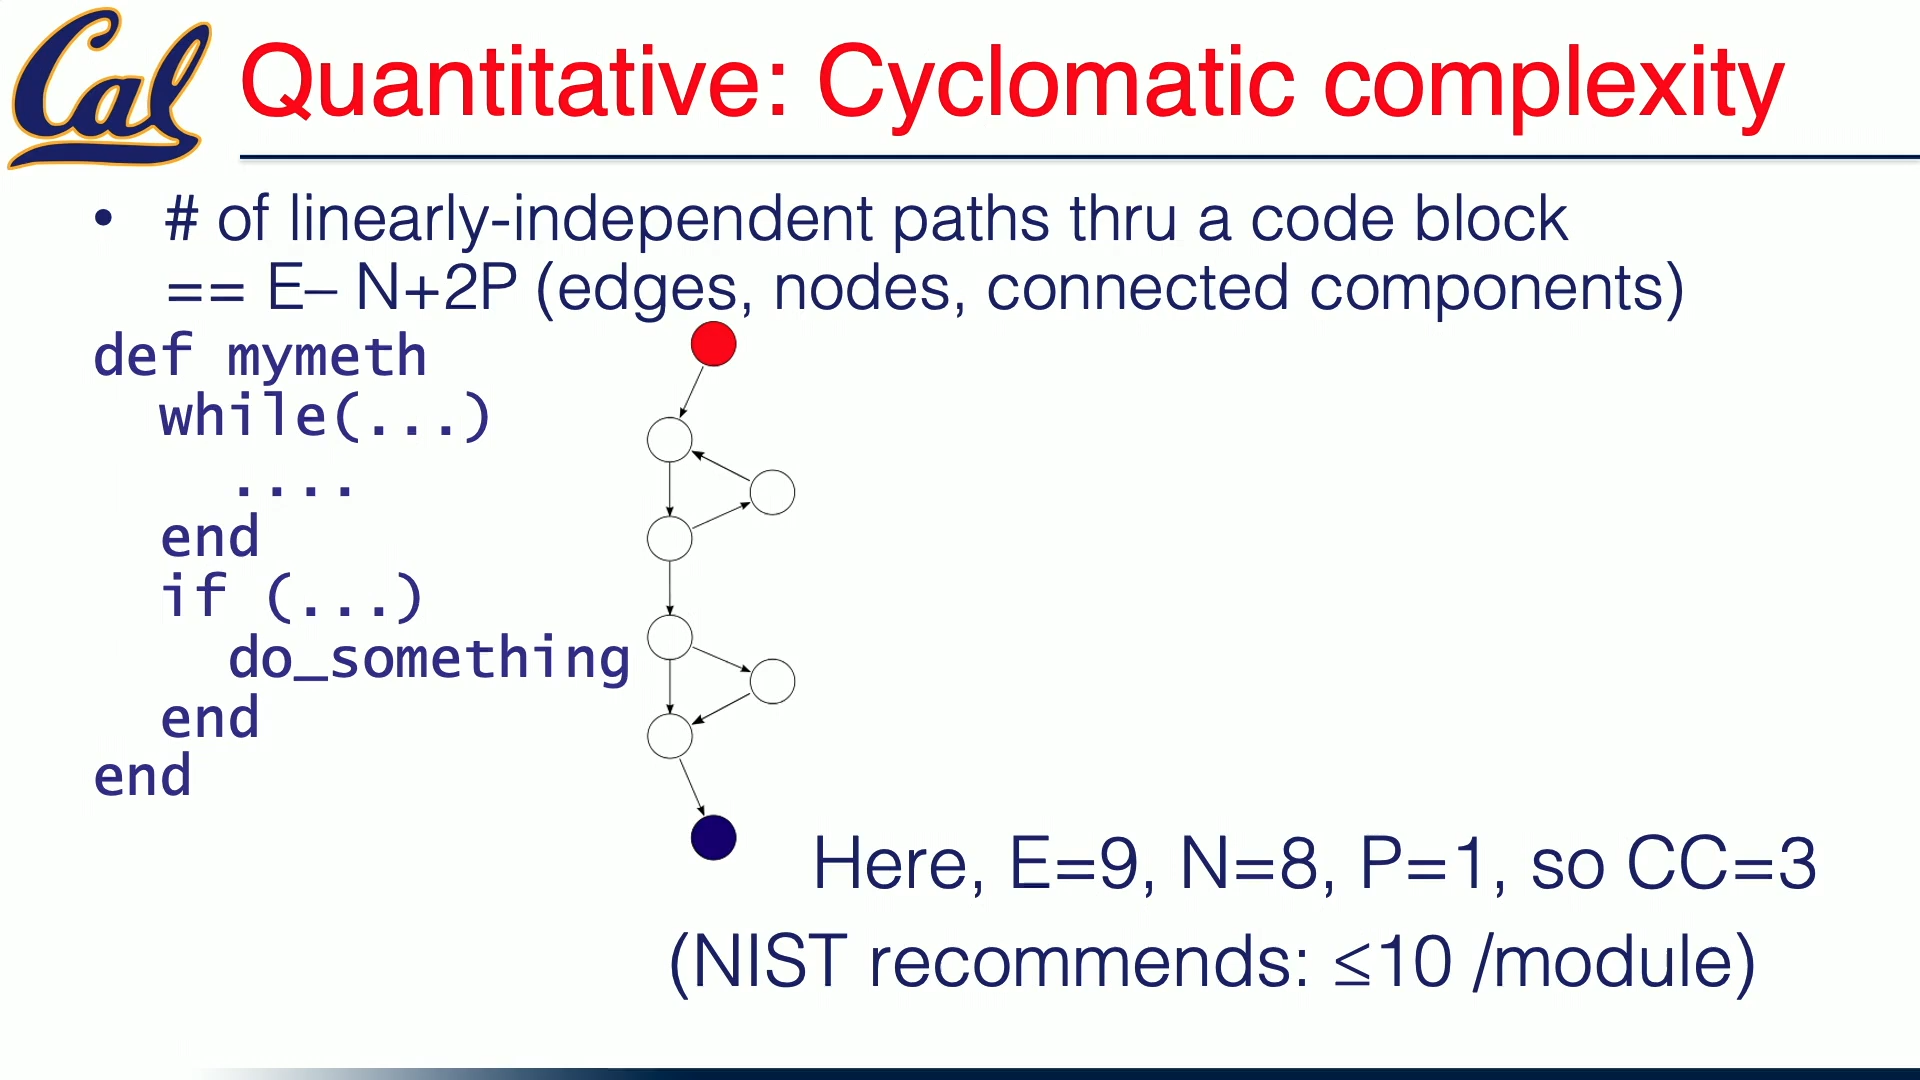 Cal
Quantitative: Cyclomatic complexity
• # of linearly-independent paths thru a code block
== E– N+2P (edges, nodes, connected components)
def mymeth
while(...)
....
end
if (...)
do_something
end
end
Here, E=9, N=8, P=1, so CC=3
(NIST recommends: ≤10 /module)